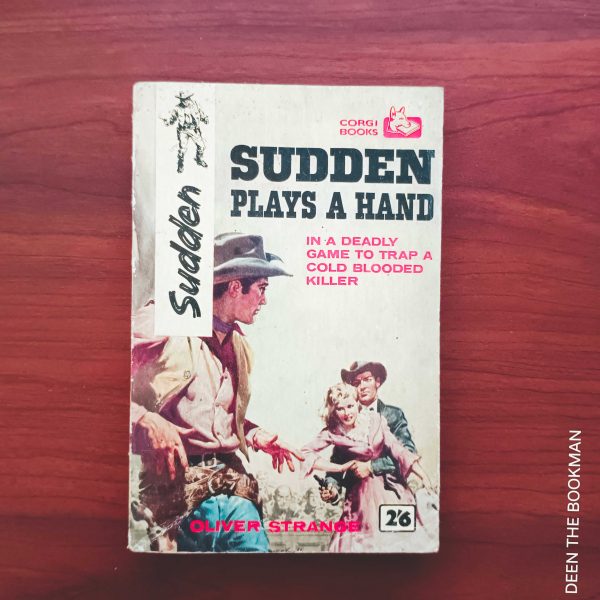 CORGI
BOOKS
Sudden
SUDDEN
PLAYS A HAND
IN A DEADLY
GAME TO TRAP A
COLD BLOODED
KILLER
OLIVER STRANGE
2'6
DEEN THE BOOKMAN